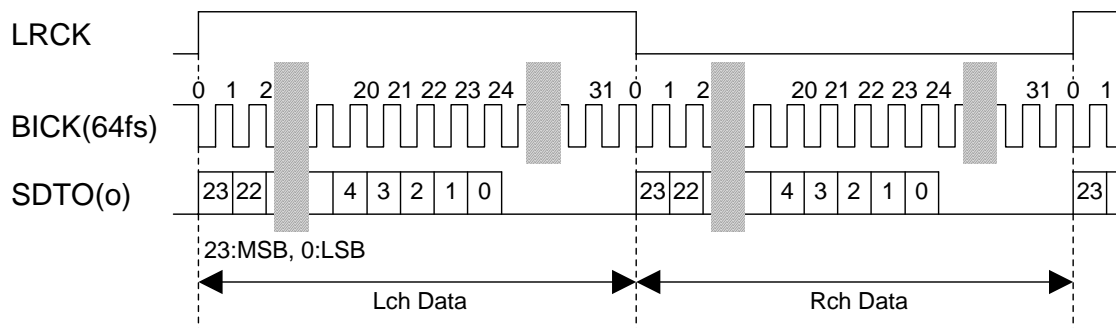 LRCK
0 1 2 20 21 22 23 24 31 0 1 2 20 21 22 23 24 31 0 1
BICK(64fs)
SDTO(o) 23 22 4 3 2 1 0 23 22 4 3 2 1 0 23
23:MSB, 0:LSB
Lch Data Rch Data